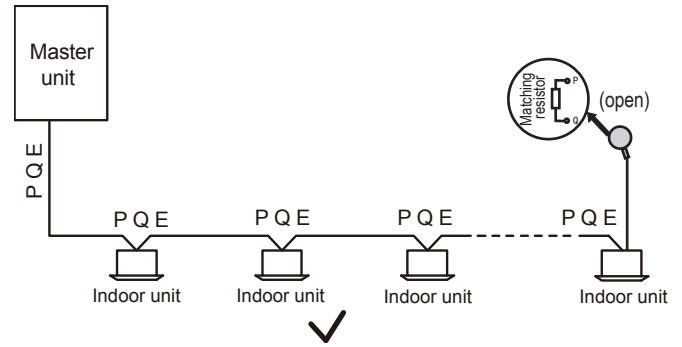 Master
unit
P Q E
Matching
resistor
P
Q
(open)
P Q E
P Q E
P Q E
P Q E
Indoor unit
Indoor unit
Indoor unit
Indoor unit